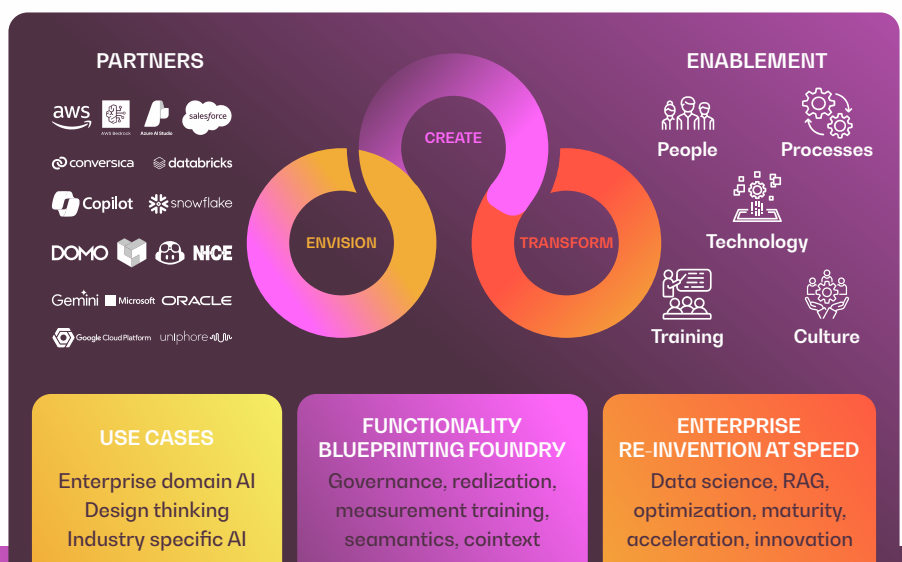 PARTNERS
aws
AWS Bedrock
Azure AI Studio
salesforce
conversica
databricks
Copilot
snowflake
DOMO
NICE
Gemini
Microsoft
ORACLE
Google Cloud Platform
uniphore
CREATE
ENVISION
TRANSFORM
ENABLEMENT
People
Processes
Technology
Training
Culture
USE CASES
Enterprise domain AI
Design thinking
Industry specific AI
FUNCTIONALITY
BLUEPRINTING FOUNDRY
Governance, realization,
measurement training,
seamantics, cointext
ENTERPRISE
RE-INVENTION AT SPEED
Data science, RAG,
optimization, maturity,
acceleration, innovation